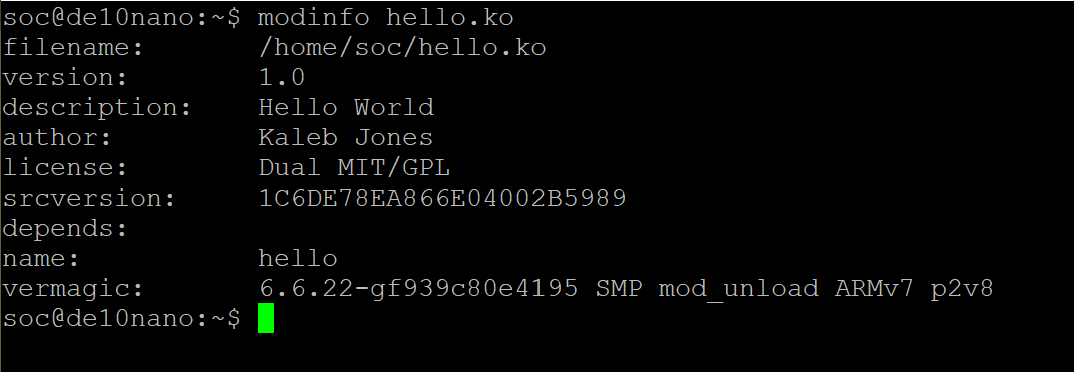 soc@de10nano:~$ modinfo hello.ko
filename:       /home/soc/hello.ko
version:        1.0
description:    Hello World
author:         Kaleb Jones
license:        Dual MIT/GPL
srcversion:     1C6DE78EA866E04002B5989
depends:
name:           hello
vermagic:       6.6.22-gf939c80e4195 SMP mod_unload ARMv7 p2v8
soc@de10nano:~$